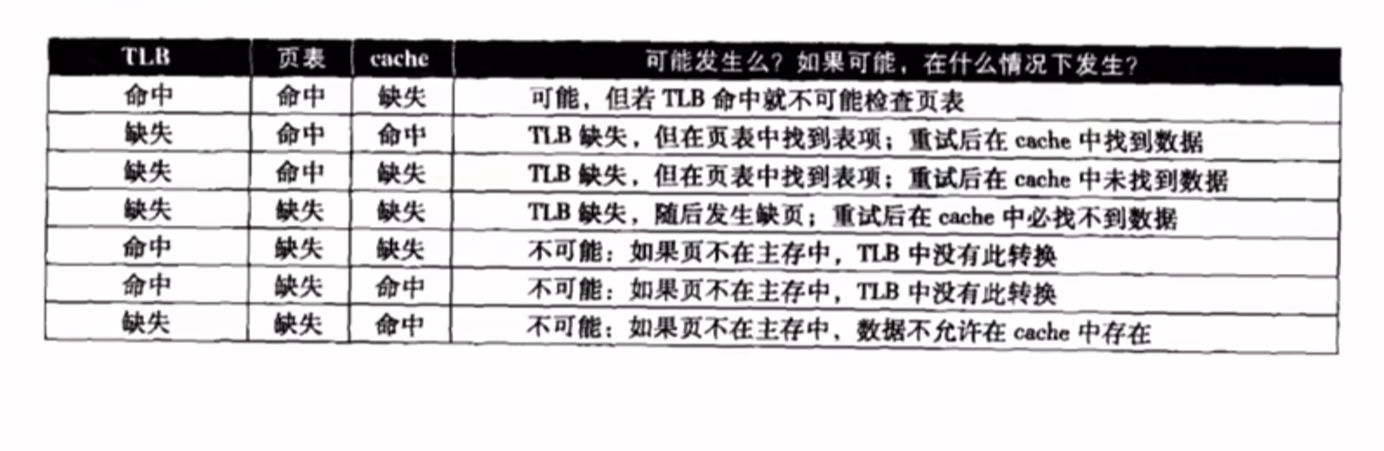 TLB 页表 cache 可能发生么？如果可能，在什么情况下发生？
命中 命中 缺失 可能，但若 TLB 命中就不可能检查页表
缺失 命中 命中 TLB 缺失，但在页表中找到表项；重试后在 cache 中找到数据
缺失 命中 缺失 TLB 缺失，但在页表中找到表项；重试后在 cache 中未找到数据
缺失 缺失 缺失 TLB 缺失，随后发生缺页；重试后在 cache 中必找不到数据
命中 缺失 缺失 不可能：如果页不在主存中，TLB 中没有此转换
命中 缺失 命中 不可能：如果页不在主存中，TLB 中没有此转换
缺失 缺失 命中 不可能：如果页不在主存中，数据不允许在 cache 中存在